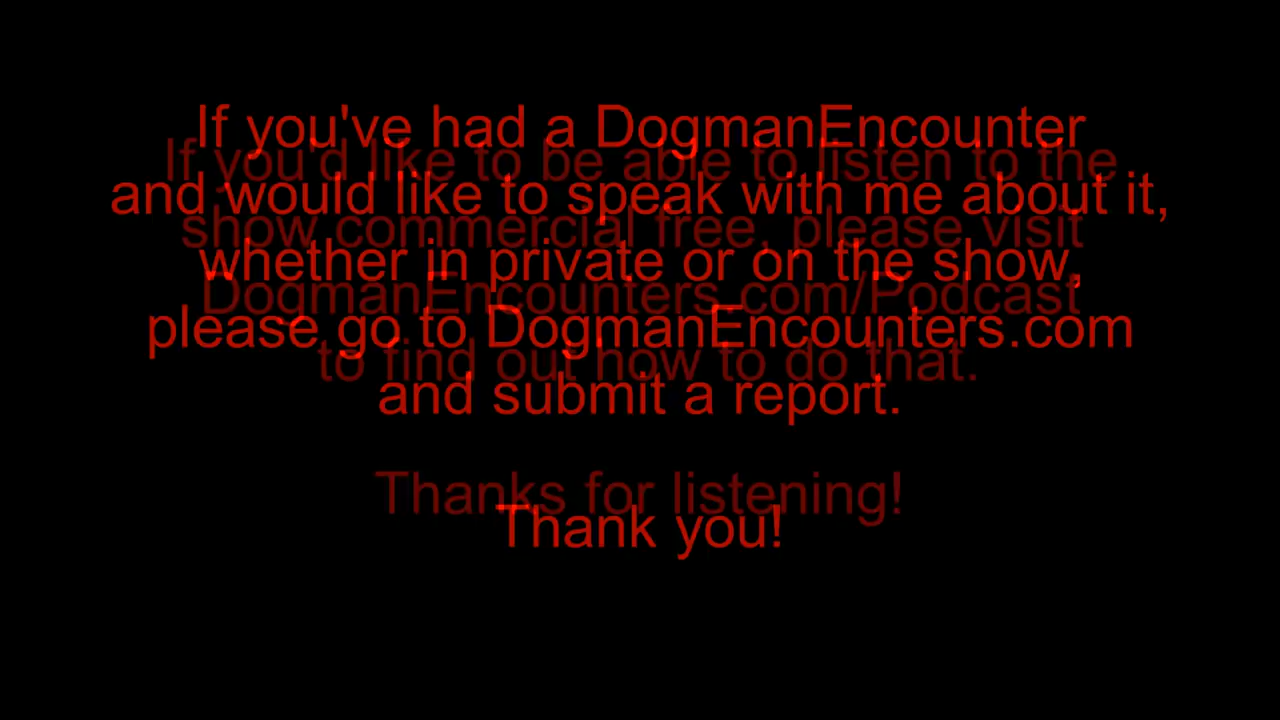 If you've had a DogmanEncounter
and would like to speak with me about it,
whether in private or on the show,
please go to DogmanEncounters.com
and submit a report.
Thank you!
If you'd like to be able to listen to the
show commercial free, please visit
DogmanEncounters.com/Podcast
to find out how to do that.
Thanks for listening!